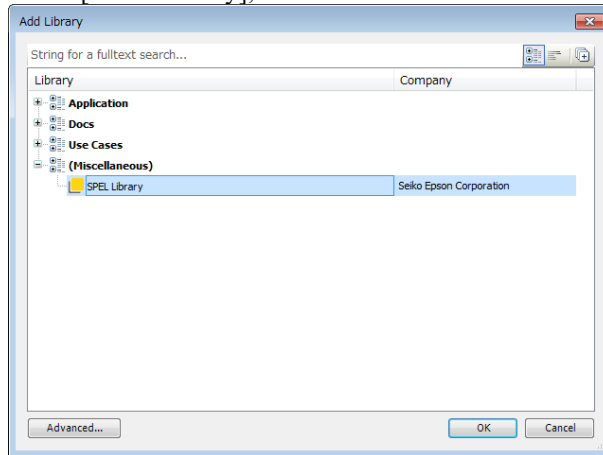 Add Library
String for a fulltext search...
Library Company
Application
Docs
Use Cases
(Miscellaneous)
SPEL Library Seiko Epson Corporation
Advanced... OK Cancel